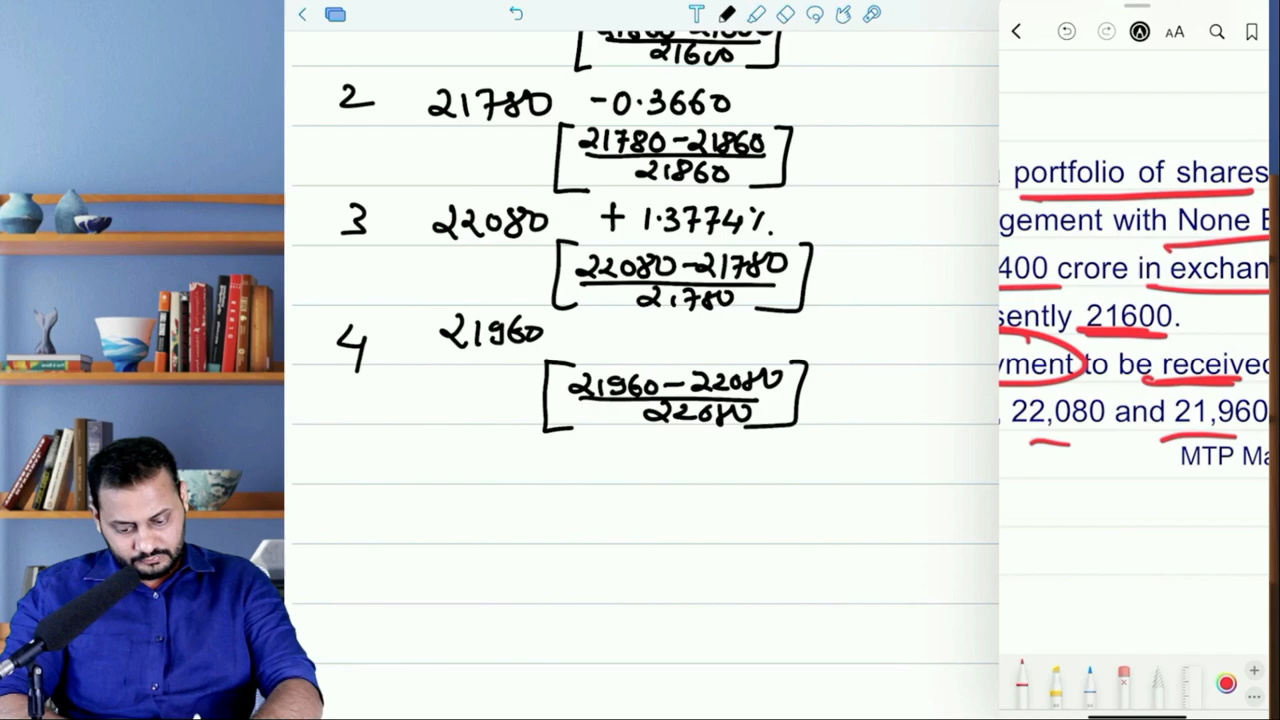 21600
2 21780 -0.3660
[21780-21860
21860]
3 22080 + 1.3774%.
[22080-21780
21780]
4 21960
[21960-22080
22080]
AA
portfolio of shares
gement with None
400 crore in exchan
sently 21600.
yment to be received
, 22,080 and 21,960
MTP Ma